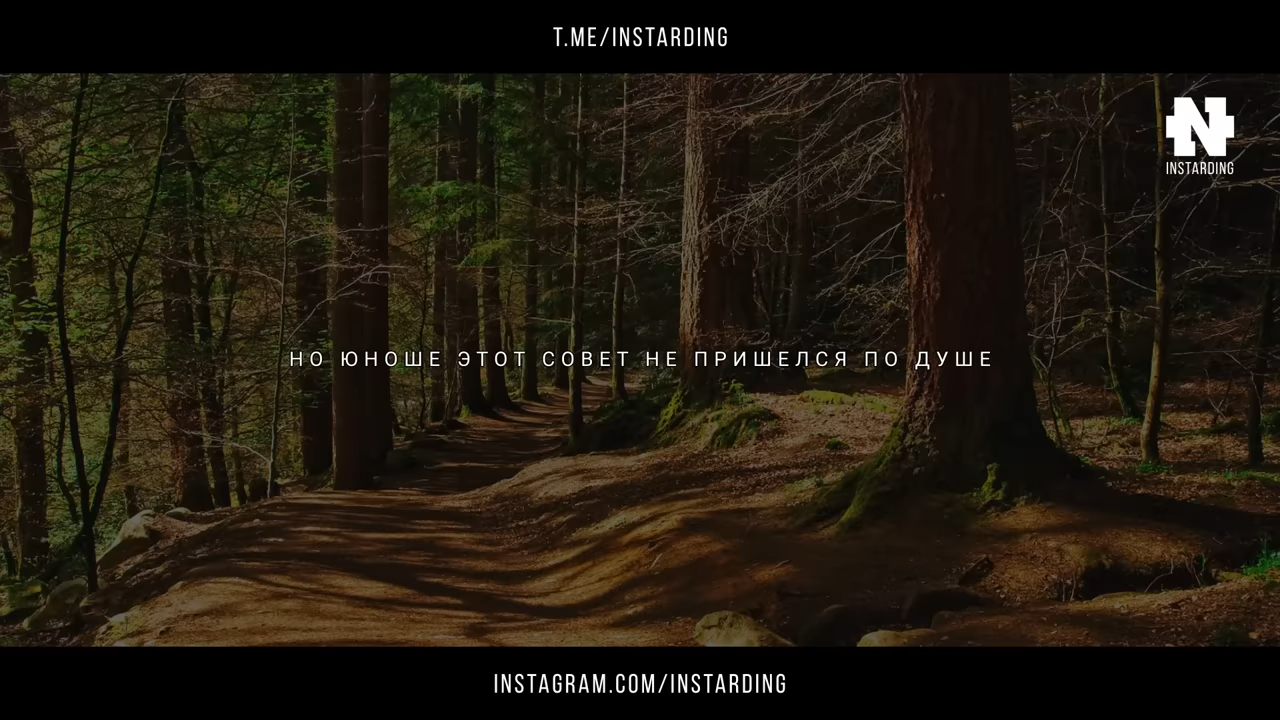 T.ME/INSTARDING
N
INSTARDING
НО ЮНОШЕ ЭТОТ СОВЕТ НЕ ПРИШЕЛСЯ ПО ДУШЕ
INSTAGRAM.COM/INSTARDING